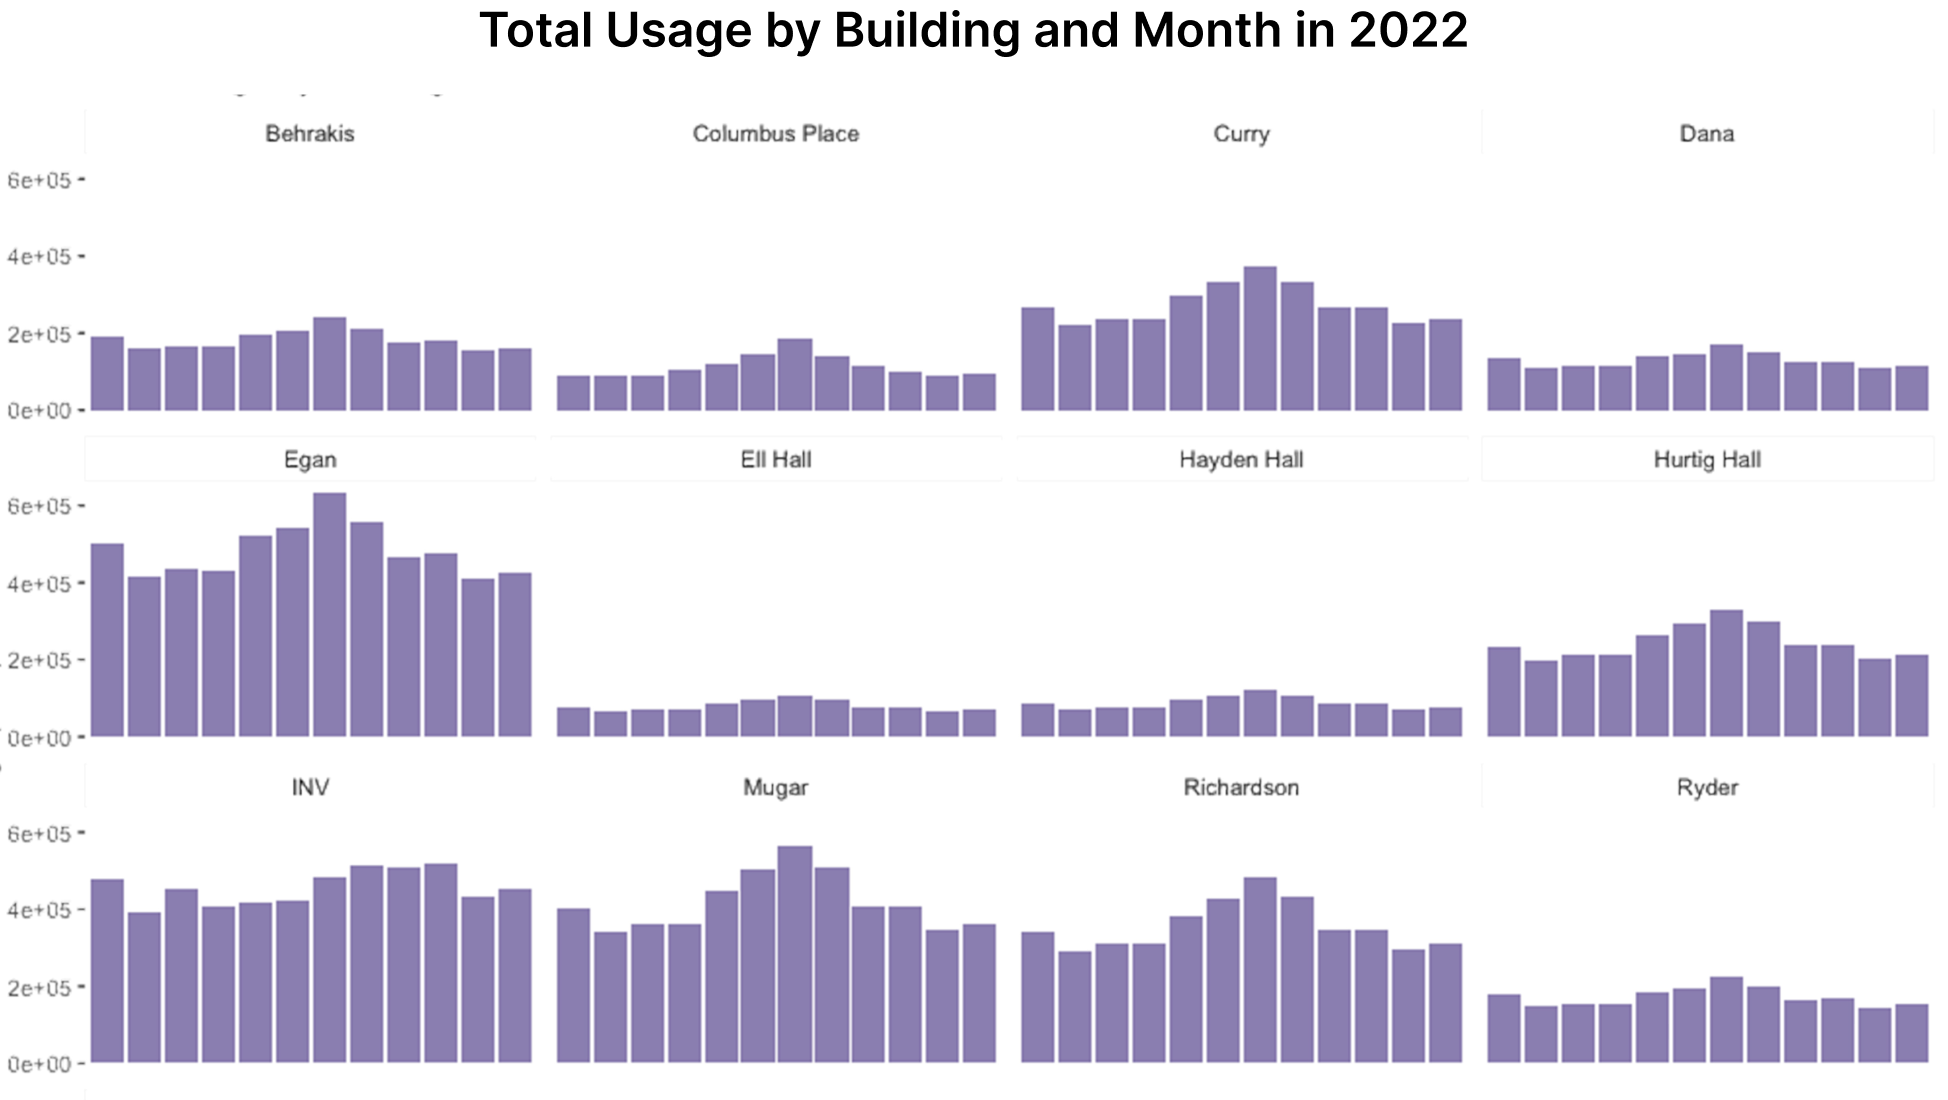 Total Usage by Building and Month in 2022
Behrakis
Columbus Place
Curry
Dana
6e+05
4e+05
2e+05
0e+00
Egan
Ell Hall
Hayden Hall
Hurtig Hall
6e+05
4e+05
2e+05
0e+00
INV
Mugar
Richardson
Ryder
6e+05
4e+05
2e+05
0e+00